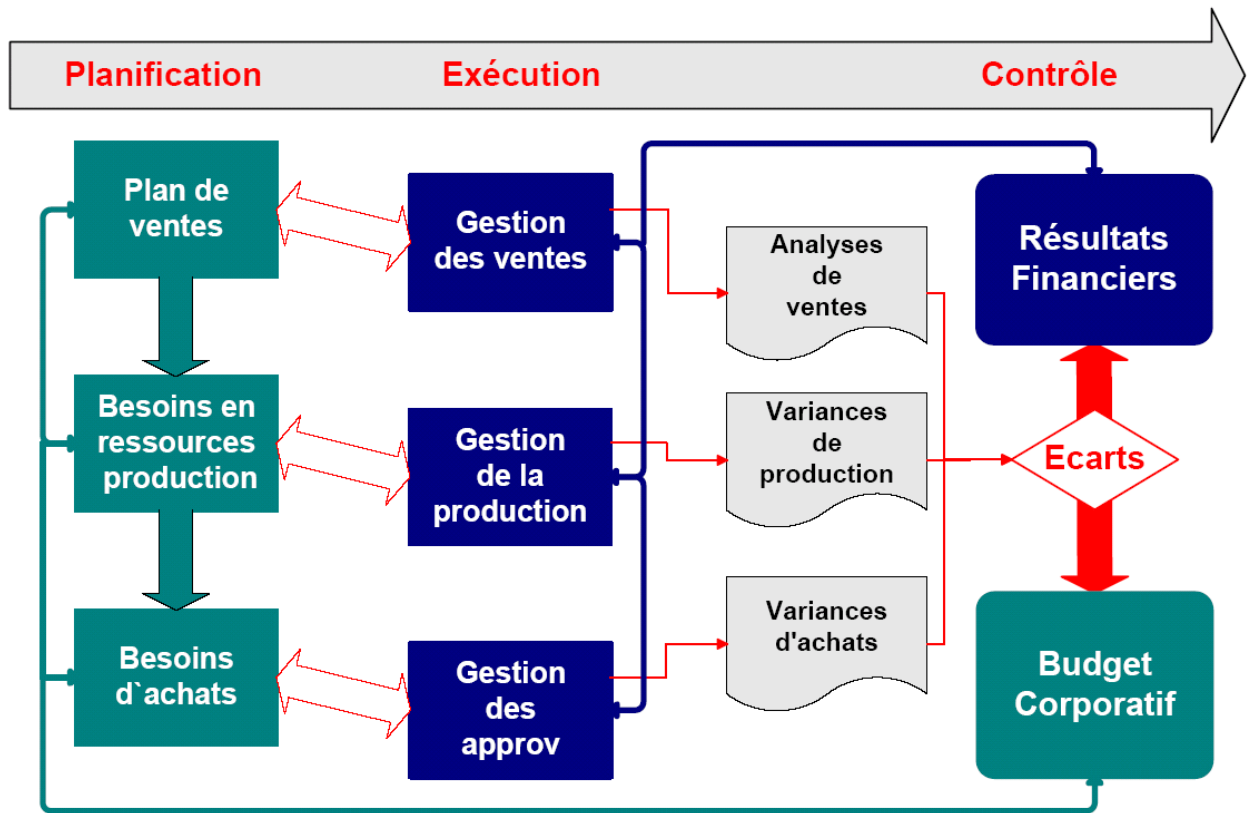 Planification Exécution Contrôle
Plan de
ventes
Gestion
des ventes
Analyses
de
ventes
Résultats
Financiers
Besoins en
ressources
production
Gestion
de la
production
Variances
de
production
Ecarts
Besoins
d`achats
Gestion
des
approv
Variances
d'achats
Budget
Corporatif